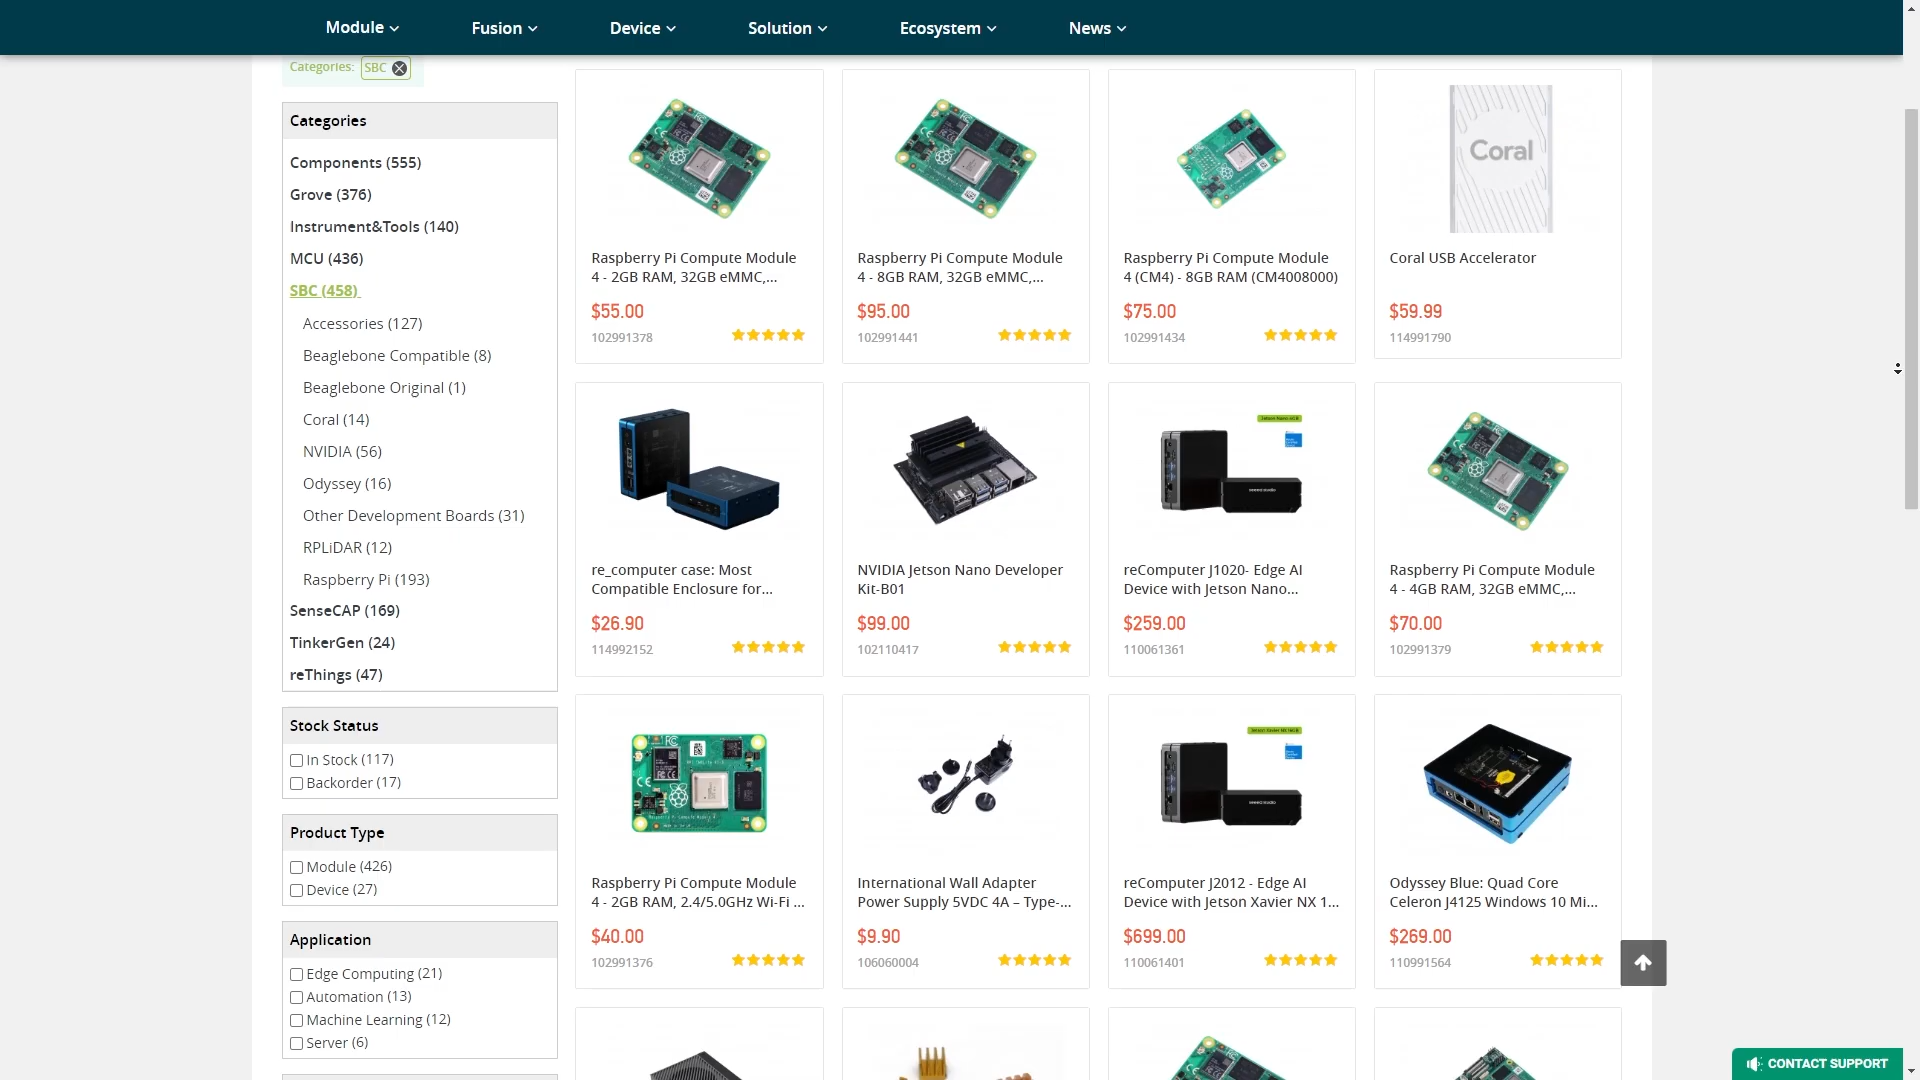 Module
Fusion
Device
Solution
Ecosystem
News
Categories:
SBC
Categories
Components (555)
Grove (376)
Instrument&Tools (140)
MCU (436)
SBC (458)
Accessories (127)
Beaglebone Compatible (8)
Beaglebone Original (1)
Coral (14)
NVIDIA (56)
Odyssey (16)
Other Development Boards (31)
RPLiDAR (12)
Raspberry Pi (193)
SenseCAP (169)
TinkerGen (24)
reThings (47)
Stock Status
In Stock (117)
Backorder (17)
Product Type
Module (426)
Device (27)
Application
Edge Computing (21)
Automation (13)
Machine Learning (12)
Server (6)
Raspberry Pi Compute Module
4 - 2GB RAM, 32GB eMMC,...
$55.00
102991378
Raspberry Pi Compute Module
4 - 8GB RAM, 32GB eMMC,...
$95.00
102991441
Raspberry Pi Compute Module
4 (CM4) - 8GB RAM (CM4008000)
$75.00
102991434
Coral
Coral USB Accelerator
$59.99
114991790
re_computer case: Most
Compatible Enclosure for...
$26.90
114992152
NVIDIA Jetson Nano Developer
Kit-B01
$99.00
102110417
reComputer J1020- Edge AI
Device with Jetson Nano...
$259.00
110061361
Raspberry Pi Compute Module
4 - 4GB RAM, 32GB eMMC,...
$70.00
102991379
Raspberry Pi Compute Module
4 - 2GB RAM, 2.4/5.0GHz Wi-Fi ...
$40.00
102991376
International Wall Adapter
Power Supply 5VDC 4A – Type-...
$9.90
106060004
reComputer J2012 - Edge AI
Device with Jetson Xavier NX 1...
$699.00
110061401
Odyssey Blue: Quad Core
Celeron J4125 Windows 10 Mi...
$269.00
110991564
CONTACT SUPPORT